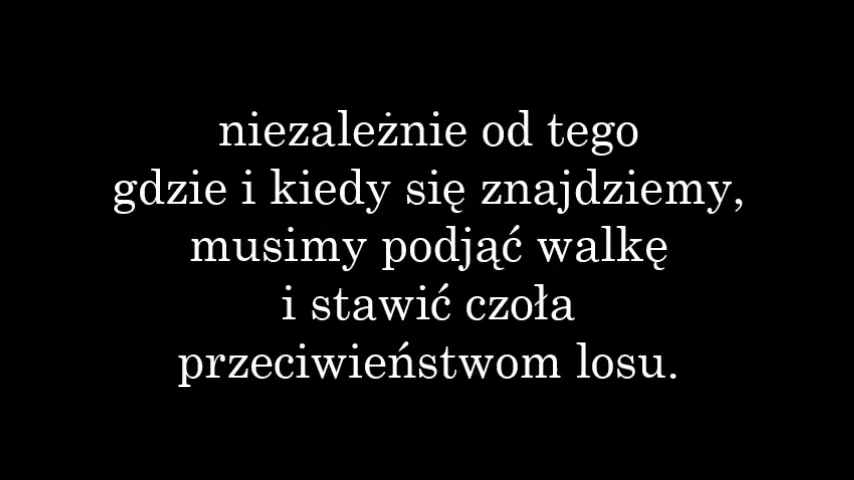 niezależnie od tego
gdzie i kiedy się znajdziemy,
musimy podjąć walkę
i stawić czoła
przeciwieństwom losu.